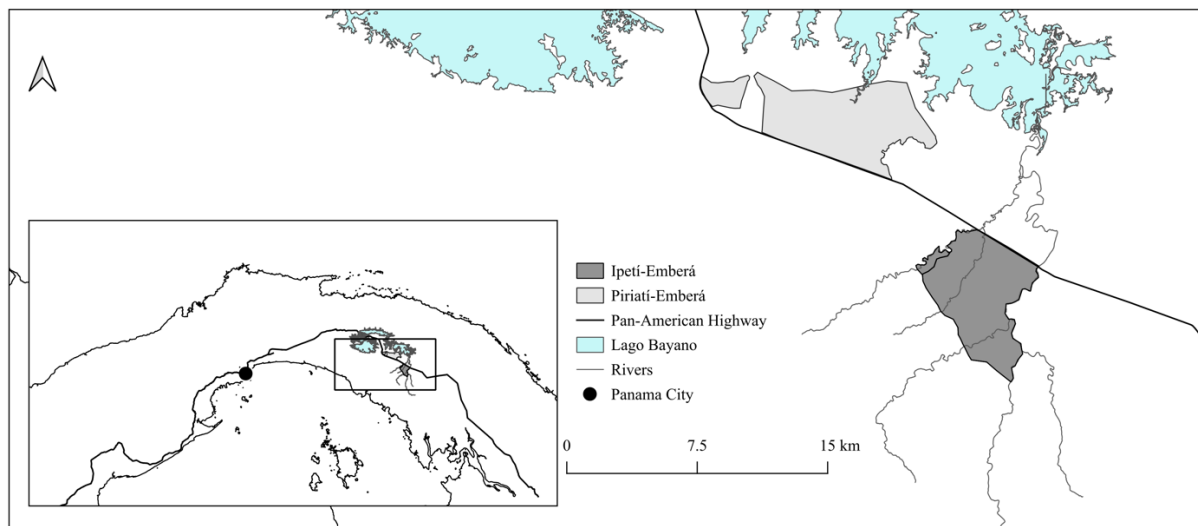 Ipetí-Emberá
Piriatí-Emberá
Pan-American Highway
Lago Bayano
Rivers
Panama City
0 7.5 15 km